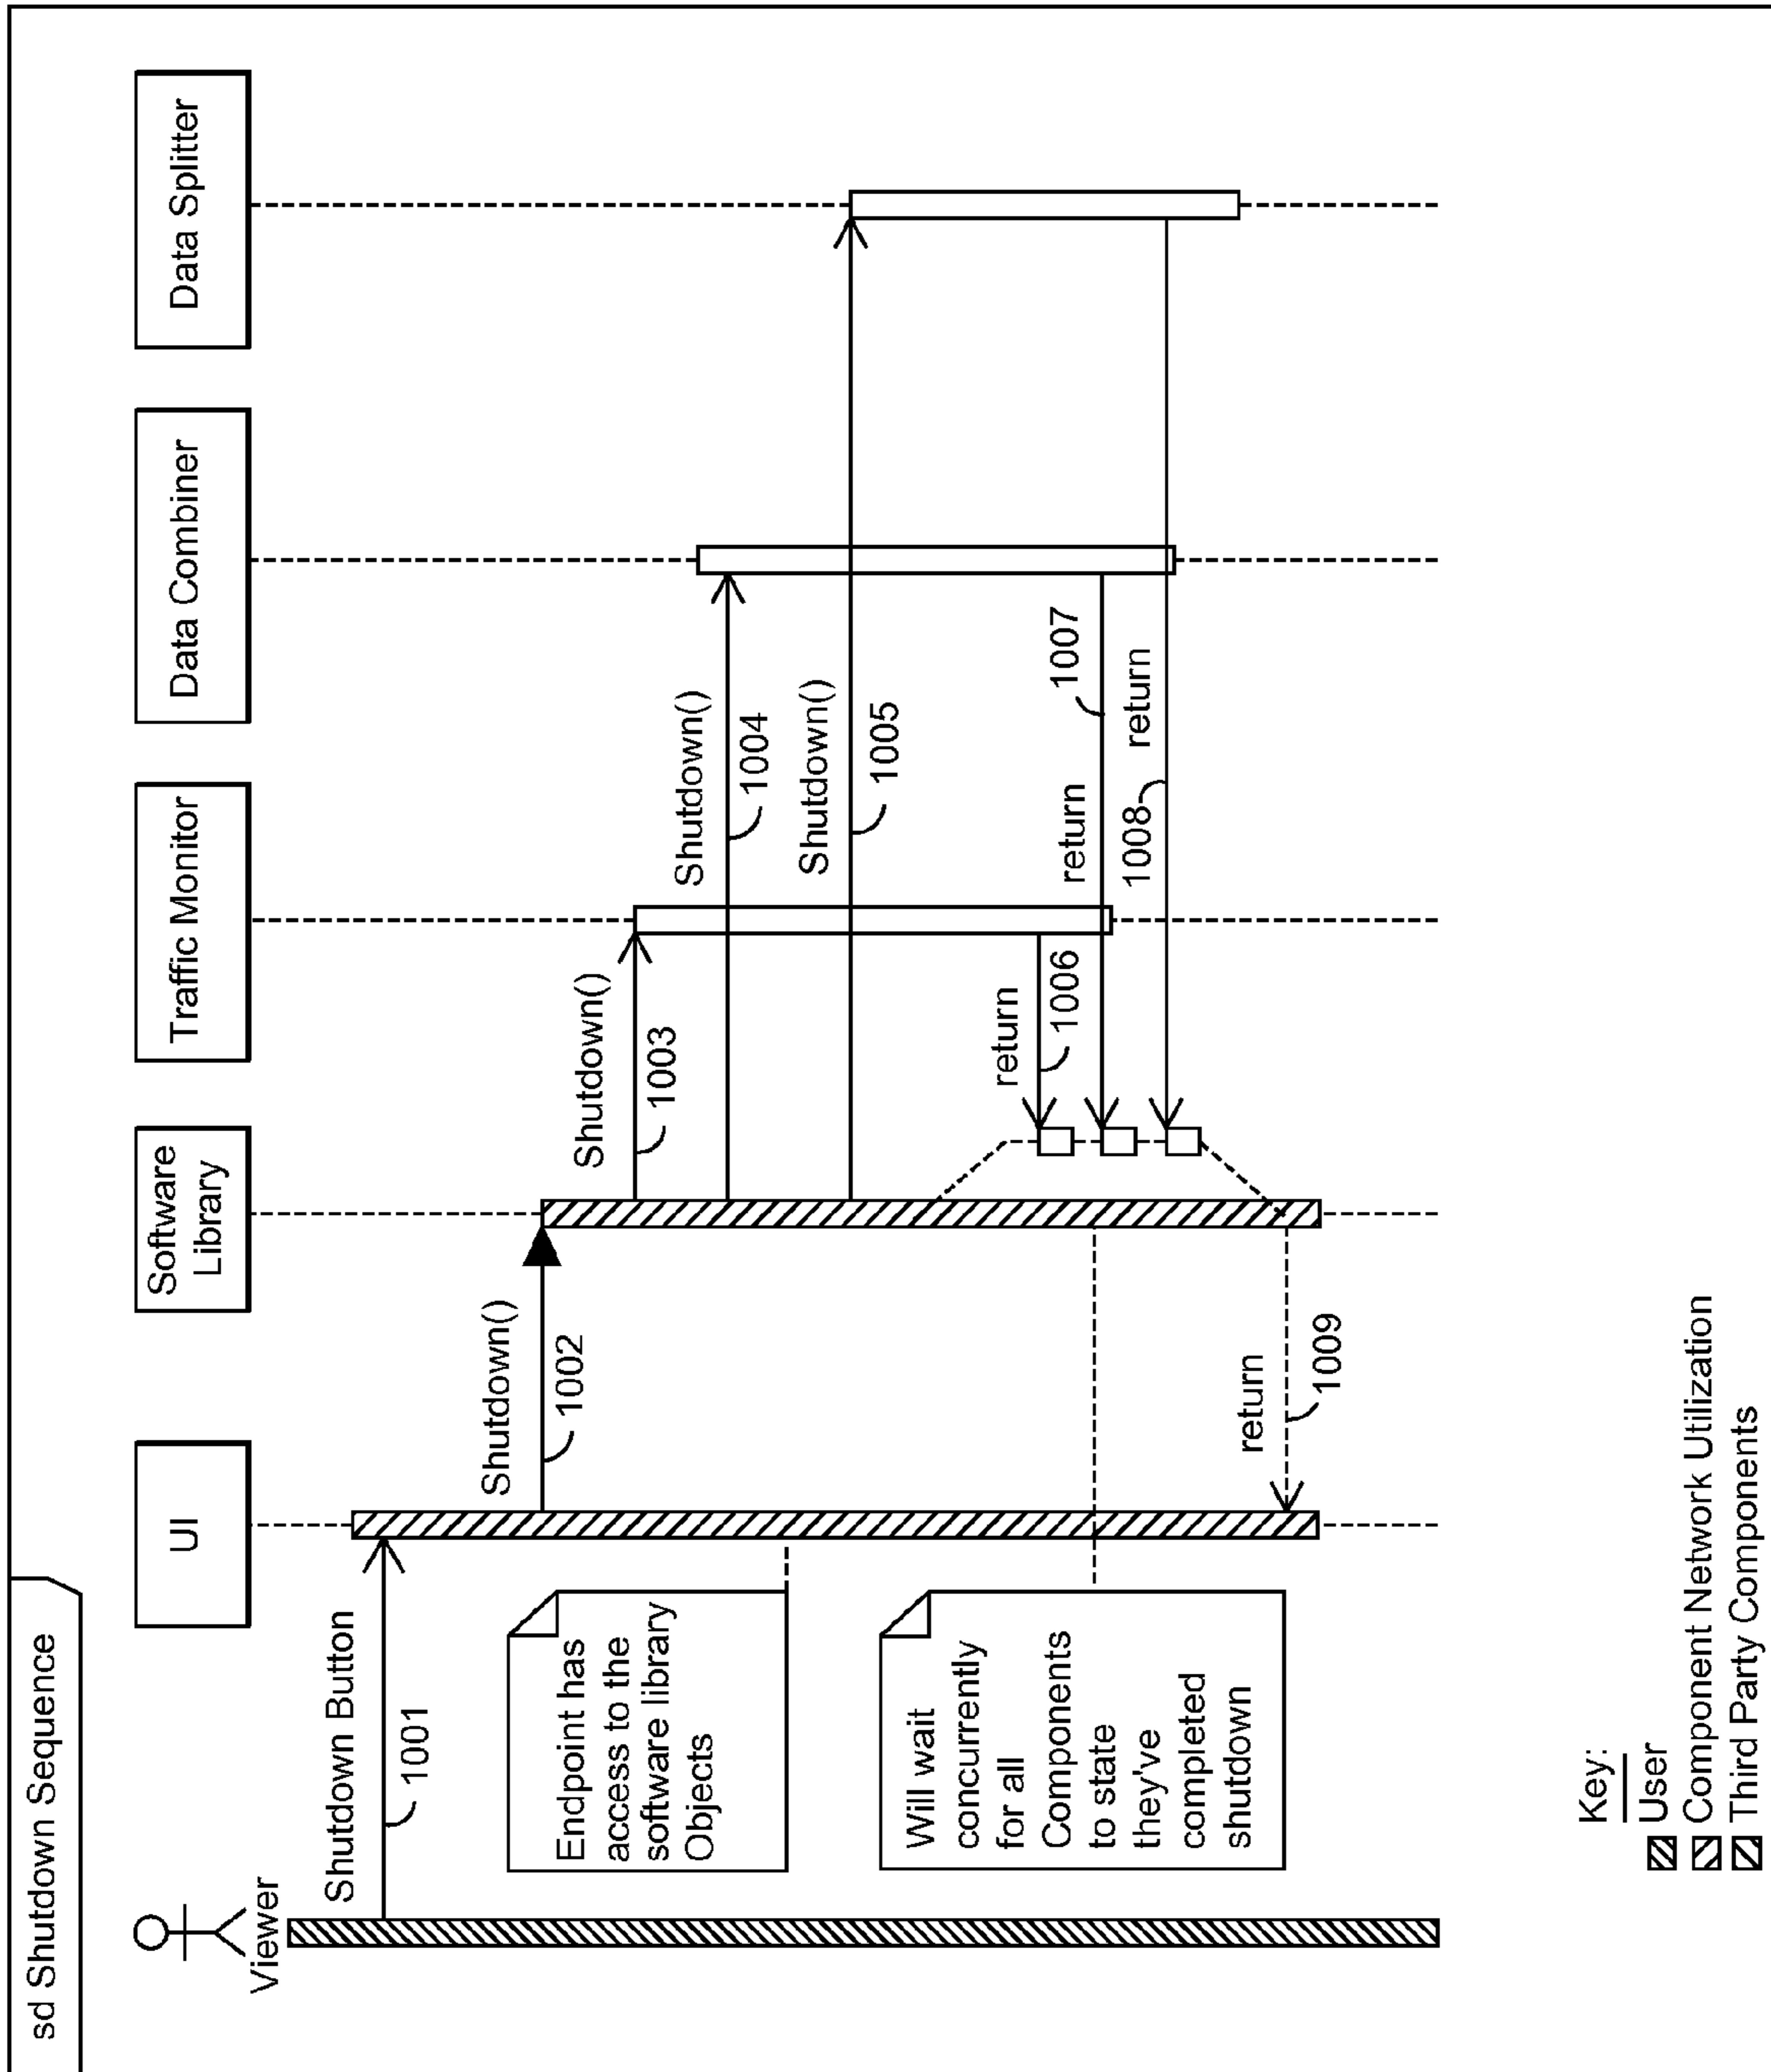 sd Shutdown Sequence
Viewer
UI
Software
Library
Traffic Monitor
Data Combiner
Data Splitter
Shutdown Button
1001
Shutdown()
1002
Shutdown()
1003
Shutdown()
1004
Shutdown()
1005
Endpoint has
access to the
software library
Objects
Will wait
concurrently
for all
Components
to state
they've
completed
shutdown
return
1006
return
1007
1008
return
return
1009
Key:
User
Component Network Utilization
Third Party Components